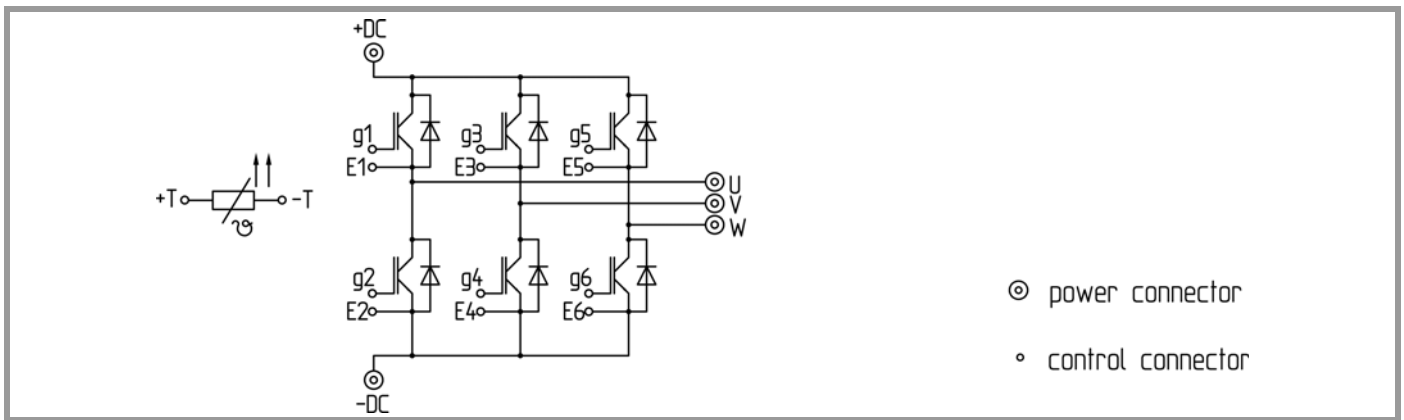 +DC
g1
g3
g5
E1
E3
E5
+T
-T
ϑ
U
V
W
g2
g4
g6
E2
E4
E6
-DC
power connector
control connector